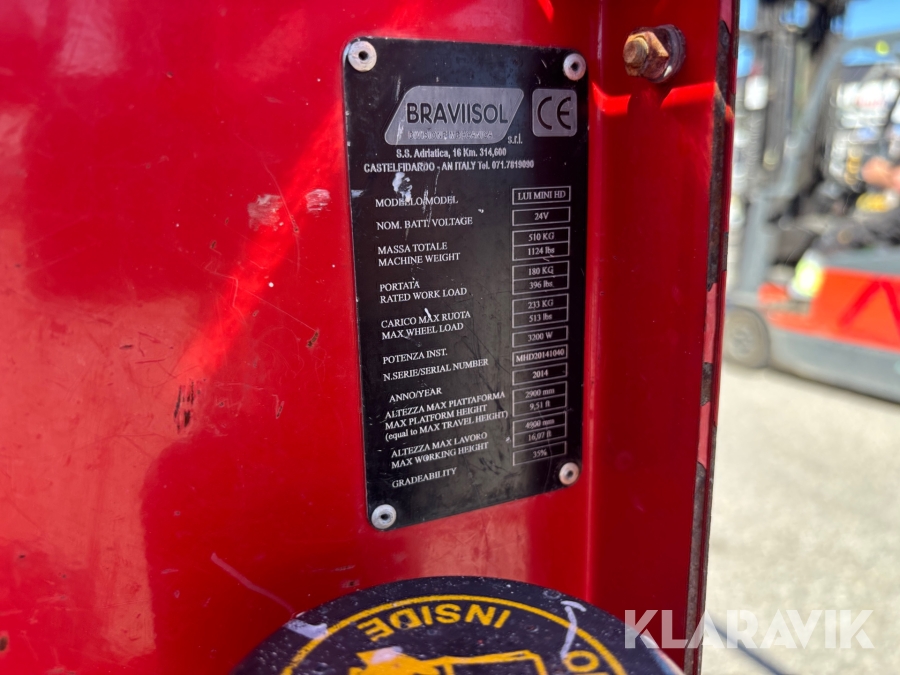 BRAVIISOL
CE
s.r.l.
S.S. Adriatica, 16 Km. 314,600
CASTELFIDARDO - AN ITALY Tel. 071.7819090
MODELLO/MODEL LUI MINI HD
NOM. BATT. VOLTAGE 24V
MASSA TOTALE 510 KG
MACHINE WEIGHT 1124 lbs
PORTATA 180 KG
RATED WORK LOAD 396 lbs
CARICO MAX RUOTA 233 KG
MAX WHEEL LOAD 513 lbs
POTENZA INST. 3200 W
N.SERIE/SERIAL NUMBER MHD20141040
ANNO/YEAR 2014
ALTEZZA MAX PIATTAFORMA 2900 mm
MAX PLATFORM HEIGHT 9,51 ft
(equal to MAX TRAVEL HEIGHT)
ALTEZZA MAX LAVORO 4900 mm
MAX WORKING HEIGHT 16,07 ft
GRADEABILITY 35%
INSIDE
KLARAVIK